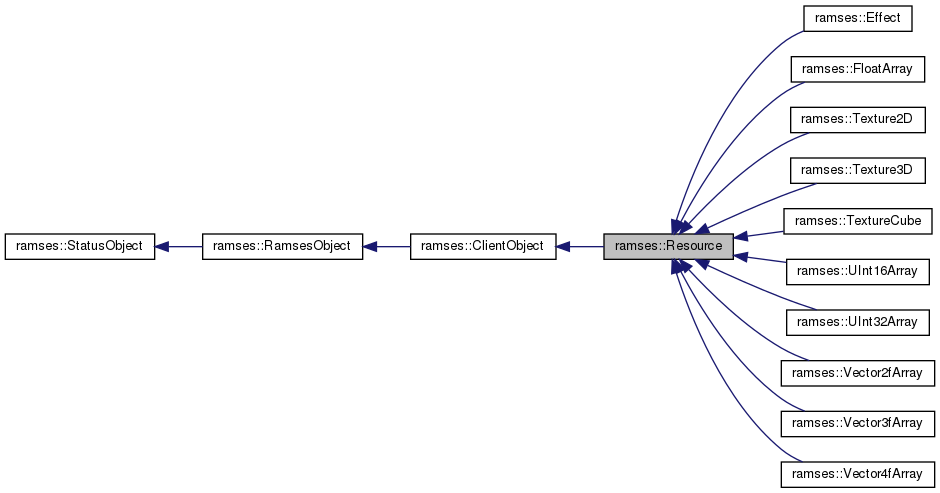 ramses::Effect
ramses::FloatArray
ramses::Texture2D
ramses::Texture3D
ramses::TextureCube
ramses::StatusObject
ramses::RamsesObject
ramses::ClientObject
ramses::Resource
ramses::UInt16Array
ramses::UInt32Array
ramses::Vector2fArray
ramses::Vector3fArray
ramses::Vector4fArray